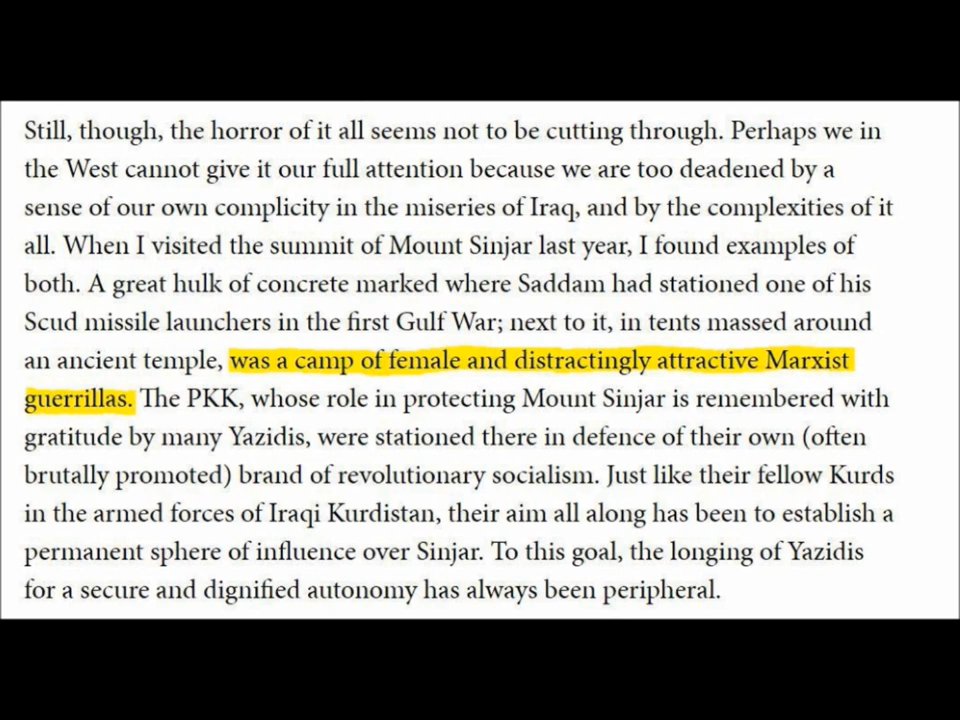 Still, though, the horror of it all seems not to be cutting through. Perhaps we in
the West cannot give it our full attention because we are too deadened by a
sense of our own complicity in the miseries of Iraq, and by the complexities of it
all. When I visited the summit of Mount Sinjar last year, I found examples of
both. A great hulk of concrete marked where Saddam had stationed one of his
Scud missile launchers in the first Gulf War; next to it, in tents massed around
an ancient temple, was a camp of female and distractingly attractive Marxist
guerrillas. The PKK, whose role in protecting Mount Sinjar is remembered with
gratitude by many Yazidis, were stationed there in defence of their own (often
brutally promoted) brand of revolutionary socialism. Just like their fellow Kurds
in the armed forces of Iraqi Kurdistan, their aim all along has been to establish a
permanent sphere of influence over Sinjar. To this goal, the longing of Yazidis
for a secure and dignified autonomy has always been peripheral.